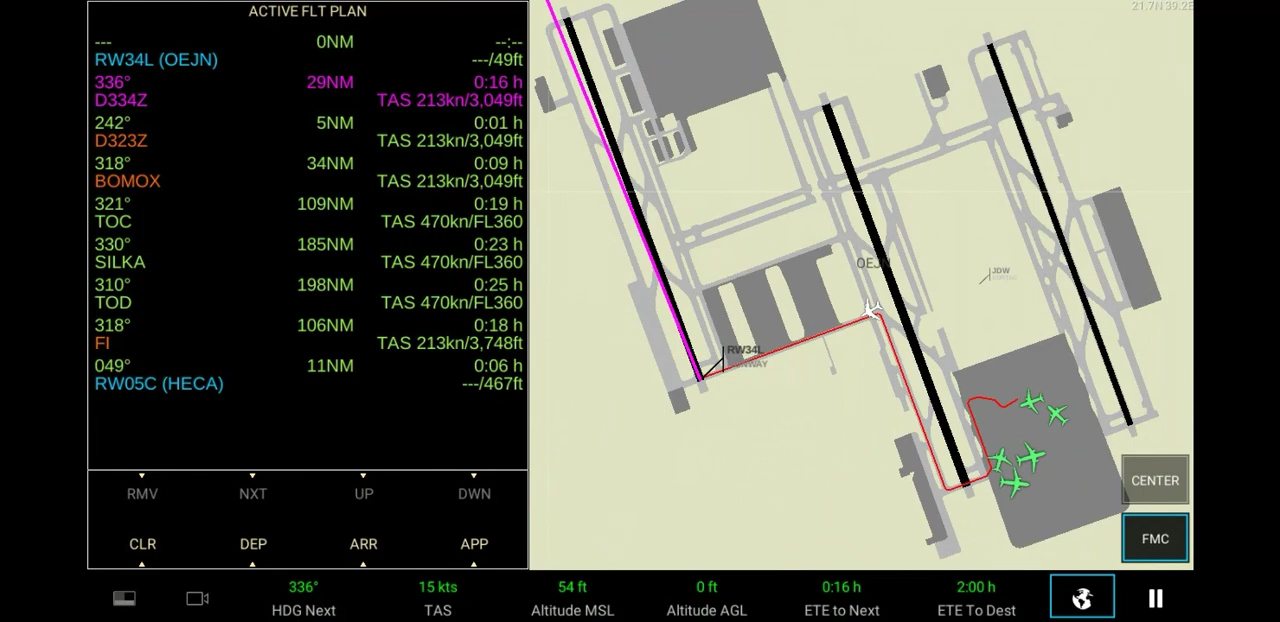 ACTIVE FLT PLAN
--- 0NM --:--
RW34L (OEJN) ---/49ft
336° 29NM 0:16 h
D334Z TAS 213kn/3,049ft
242° 5NM 0:01 h
D323Z TAS 213kn/3,049ft
318° 34NM 0:09 h
BOMOX TAS 213kn/3,049ft
321° 109NM 0:19 h
TOC TAS 470kn/FL360
330° 185NM 0:23 h
SILKA TAS 470kn/FL360
310° 198NM 0:25 h
TOD TAS 470kn/FL360
318° 106NM 0:18 h
FI TAS 213kn/3,748ft
049° 11NM 0:06 h
RW05C (HECA) ---/467ft
RMV NXT UP DWN
CLR DEP ARR APP
21.7N 39.2E
OEJN
JDW
RW34L
CENTER
FMC
336° 15 kts 54 ft 0 ft 0:16 h 2:00 h
HDG Next TAS Altitude MSL Altitude AGL ETE to Next ETE To Dest